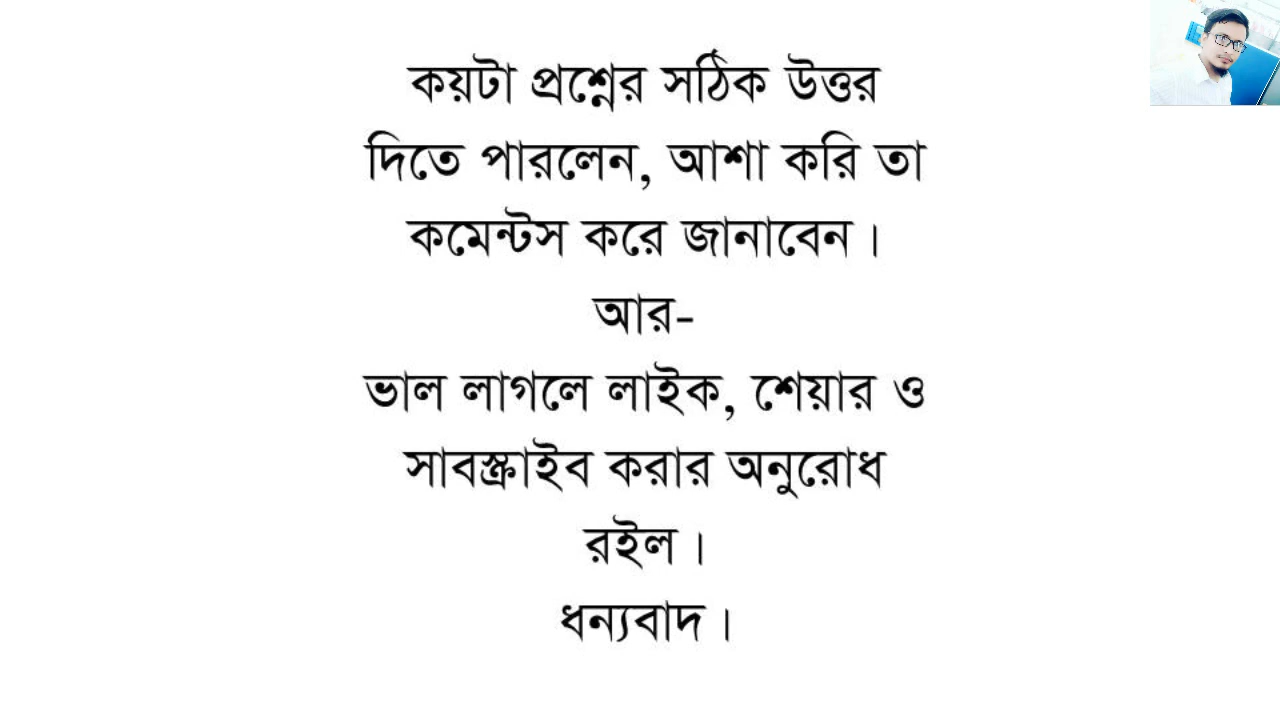 কয়টা প্রশ্নের সঠিক উত্তর
দিতে পারলেন, আশা করি তা
কমেন্টস করে জানাবেন।
আর-
ভাল লাগলে লাইক, শেয়ার ও
সাবস্ক্রাইব করার অনুরোধ
রইল।
ধন্যবাদ।